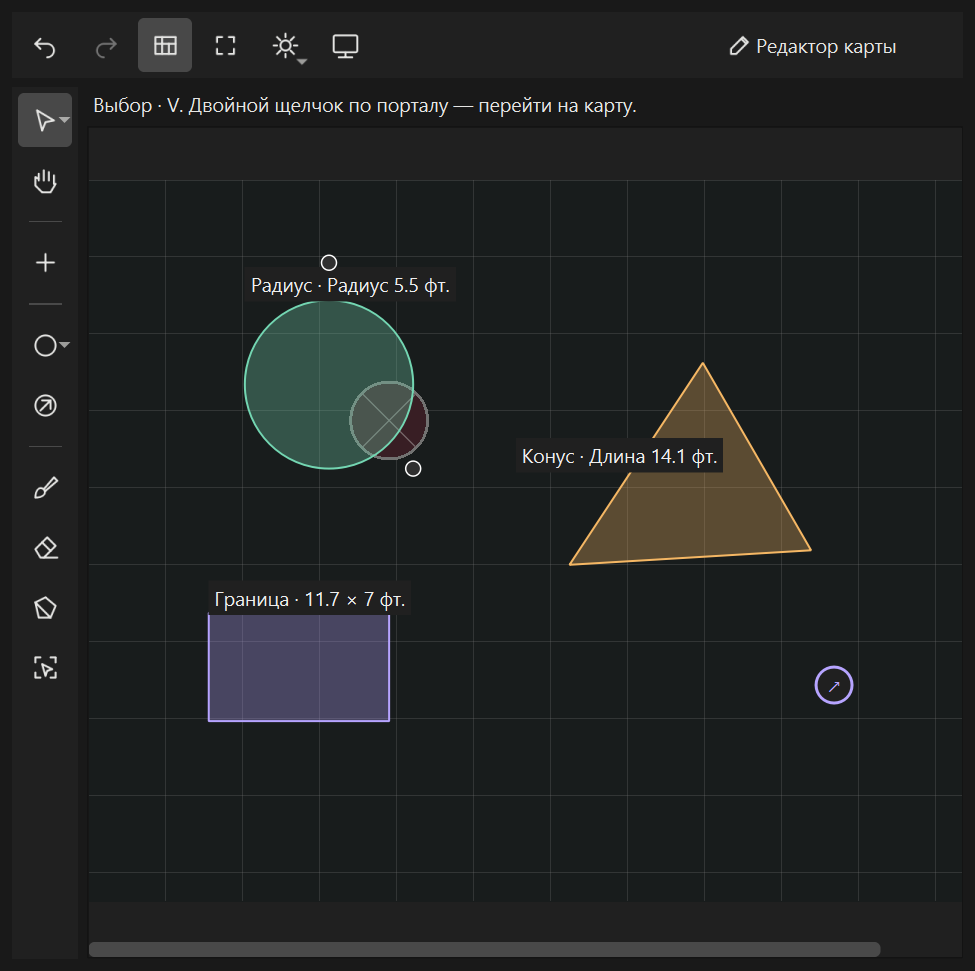 Редактор карты
Выбор · V. Двойной щелчок по порталу — перейти на карту.
Радиус · Радиус 5.5 фт.
Конус · Длина 14.1 фт.
Граница · 11.7 × 7 фт.